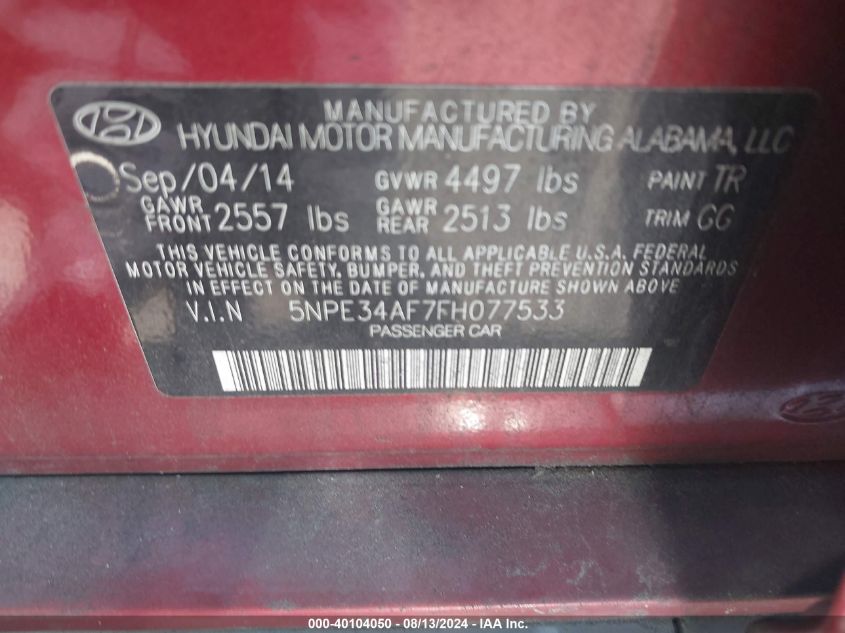 MANUFACTURED BY
HYUNDAI MOTOR MANUFACTURING ALABAMA, LLC
Sep/04/14 GVWR 4497 lbs PAINT TR
GAWR FRONT 2557 lbs GAWR REAR 2513 lbs TRIM GG
THIS VEHICLE CONFORMS TO ALL APPLICABLE U.S.A. FEDERAL
MOTOR VEHICLE SAFETY, BUMPER, AND THEFT PREVENTION STANDARDS
IN EFFECT ON THE DATE OF MANUFACTURE SHOWN ABOVE.
V.I.N 5NPE34AF7FH077533
PASSENGER CAR
000-40104050 - 08/13/2024 - IAA Inc.